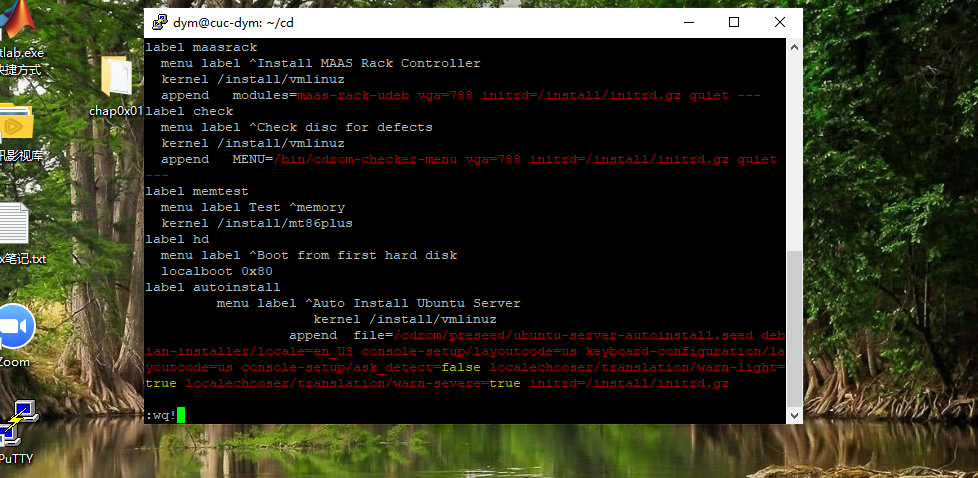 dym@cuc-dym: ~/cd
tlab.exe
快捷方式
chap0x01
讯影视库
x笔记.txt
Zoom
PuTTY
label maasrack
menu label ^Install MAAS Rack Controller
kernel /install/vmlinuz
append modules=maas-rack-udeb vga=788 initrd=/install/initrd.gz quiet ---
label check
menu label ^Check disc for defects
kernel /install/vmlinuz
append MENU=/bin/cdrom-checker-menu vga=788 initrd=/install/initrd.gz quiet
---
label memtest
menu label Test ^memory
kernel /install/mt86plus
label hd
menu label ^Boot from first hard disk
localboot 0x80
label autoinstall
menu label ^Auto Install Ubuntu Server
kernel /install/vmlinuz
append file=/cdrom/preseed/ubuntu-server-autoinstall.seed deb
ian-installer/locale=en_US console-setup/layoutcode=us keyboard-configuration/la
youtcode=us console-setup/ask_detect=false localechooser/translation/warn-light=
true localechooser/translation/warn-severe=true initrd=/install/initrd.gz
:wq!